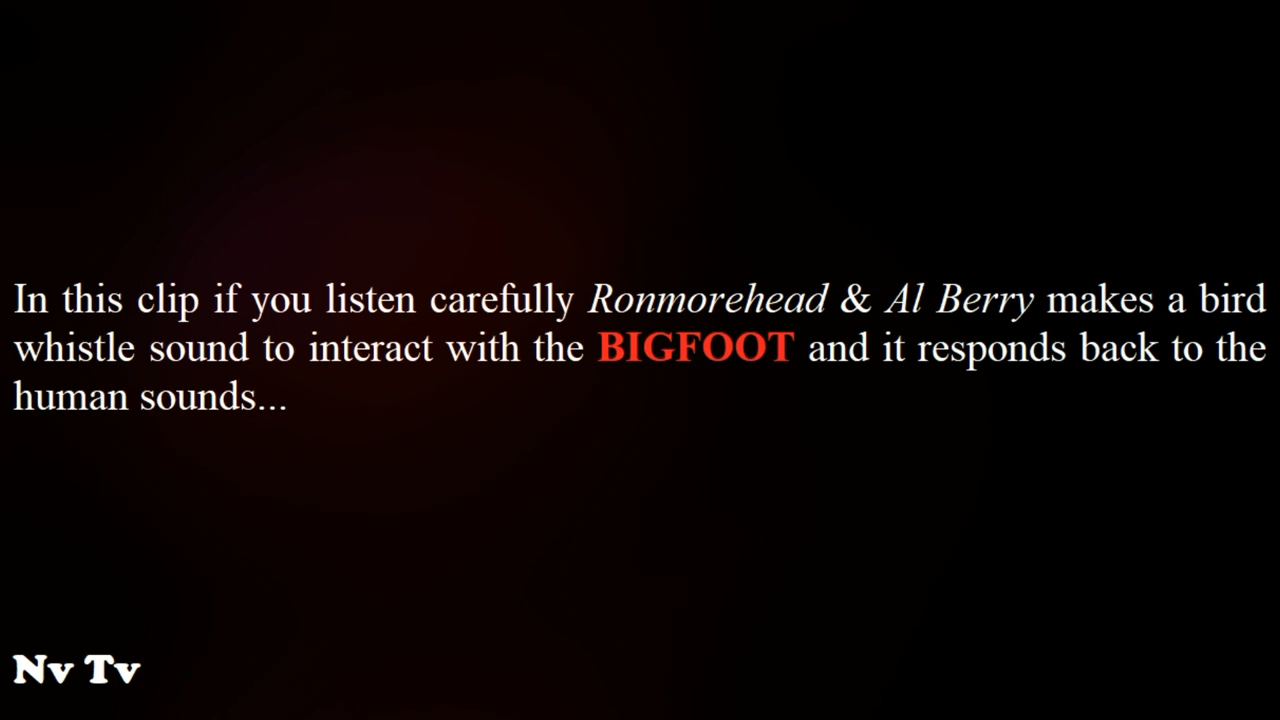 In this clip if you listen carefully Ronmorehead & Al Berry makes a bird
whistle sound to interact with the BIGFOOT and it responds back to the
human sounds...
Nv Tv